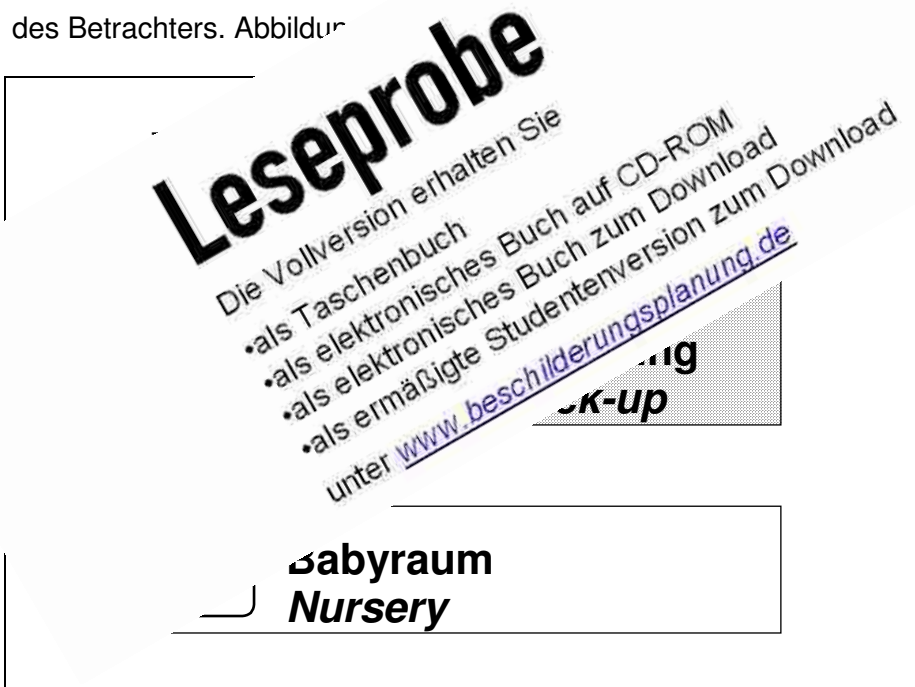 des Betrachters.
Leseprobe
Die Vollversion erhalten Sie
•als Taschenbuch
•als elektronisches Buch auf CD-ROM
•als elektronisches Buch zum Download
•als ermäßigte Studentenversion zum Download
unter www.beschilderungsplanung.de
Babyraum
Nursery